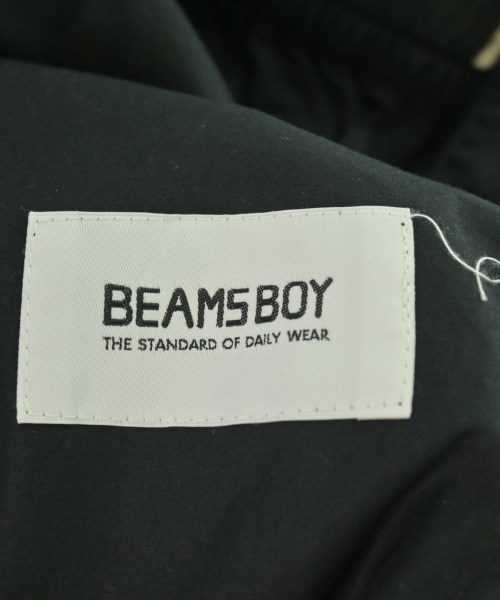 BEAMS BOY
THE STANDARD OF DAILY WEAR